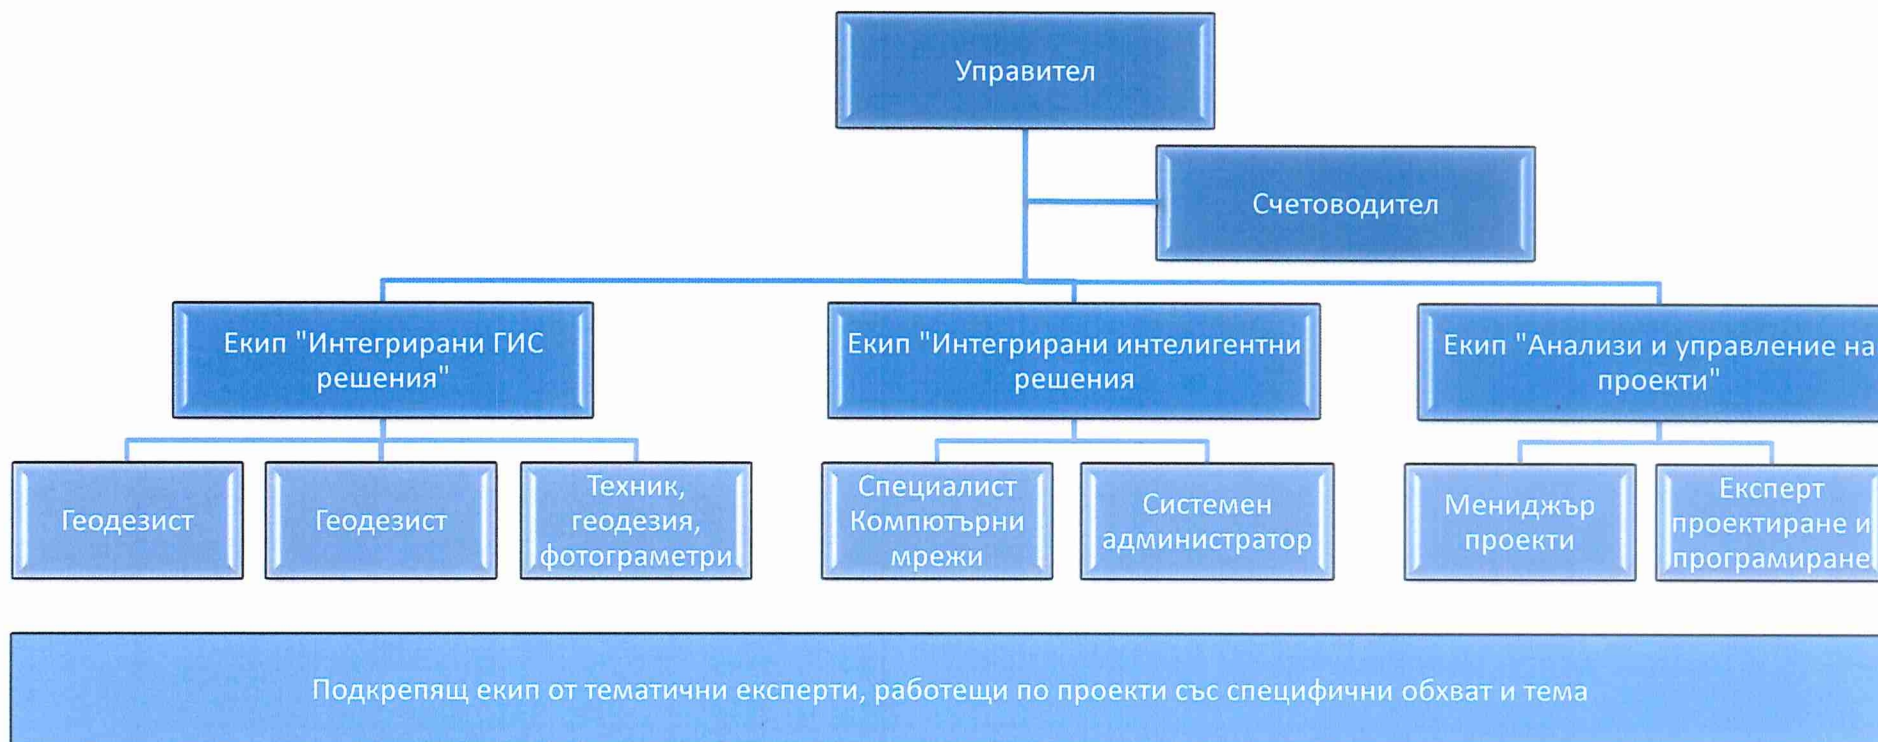 Управител
Счетоводител
Екип "Интегрирани ГИС
решения"
Екип "Интегрирани интелигентни
решения
Екип "Анализи и управление на
проекти"
Геодезист
Геодезист
Техник,
геодезия,
фотограметри
Специалист
Компютърни
мрежи
Системен
администратор
Мениджър
проекти
Експерт
проектиране и
програмиране
Подкрепящ екип от тематични експерти, работещи по проекти със специфични обхват и тема